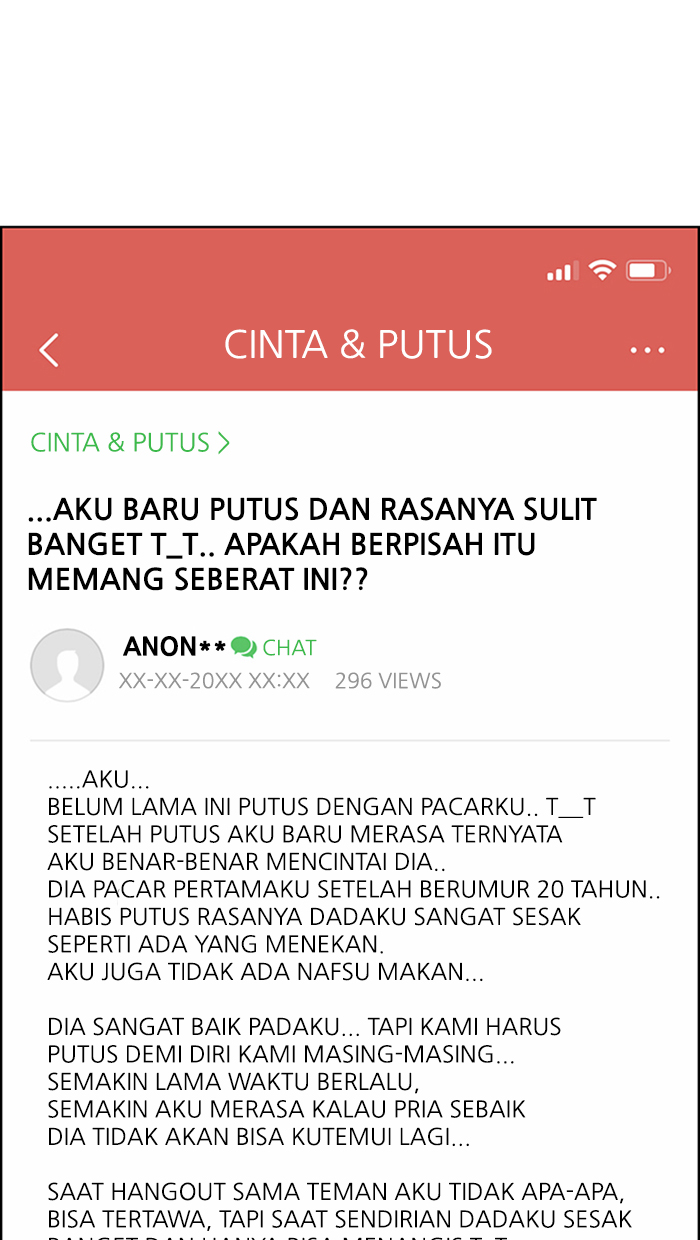 CINTA & PUTUS
CINTA & PUTUS >
...AKU BARU PUTUS DAN RASANYA SULIT
BANGET T_T.. APAKAH BERPISAH ITU
MEMANG SEBERAT INI??
ANON** CHAT
XX-XX-20XX XX:XX 296 VIEWS
.....AKU...
BELUM LAMA INI PUTUS DENGAN PACARKU.. T__T
SETELAH PUTUS AKU BARU MERASA TERNYATA
AKU BENAR-BENAR MENCINTAI DIA..
DIA PACAR PERTAMAKU SETELAH BERUMUR 20 TAHUN..
HABIS PUTUS RASANYA DADAKU SANGAT SESAK
SEPERTI ADA YANG MENEKAN.
AKU JUGA TIDAK ADA NAFSU MAKAN...
DIA SANGAT BAIK PADAKU... TAPI KAMI HARUS
PUTUS DEMI DIRI KAMI MASING-MASING...
SEMAKIN LAMA WAKTU BERLALU,
SEMAKIN AKU MERASA KALAU PRIA SEBAIK
DIA TIDAK AKAN BISA KUTEMUI LAGI...
SAAT HANGOUT SAMA TEMAN AKU TIDAK APA-APA,
BISA TERTAWA, TAPI SAAT SENDIRIAN DADAKU SESAK